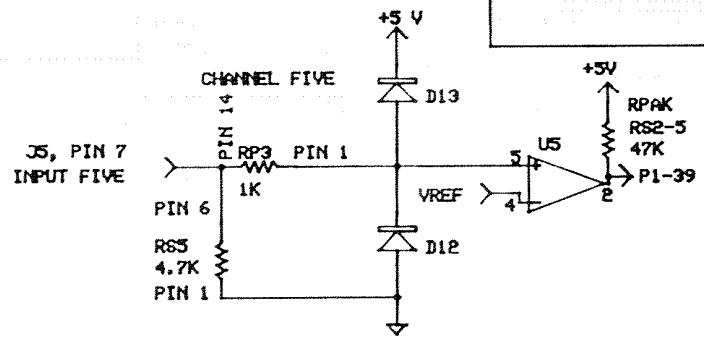 +5 V
CHANNEL FIVE
D13
+5V
RPAK
RS2-5
47K
PIN 14
J5, PIN 7
INPUT FIVE
RP3
PIN 1
1K
U5
5
+
P1-39
2
VREF
4
-
PIN 6
RS5
4.7K
PIN 1
D12